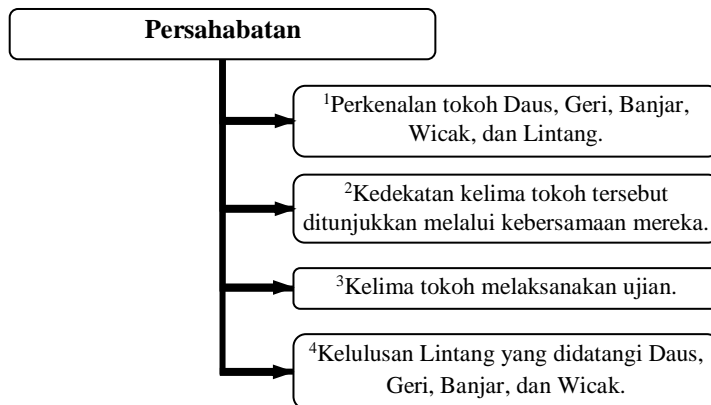 Persahabatan
¹Perkenalan tokoh Daus, Geri, Banjar,
Wicak, dan Lintang.
²Kedekatan kelima tokoh tersebut
ditunjukkan melalui kebersamaan mereka.
³Kelima tokoh melaksanakan ujian.
⁴Kelulusan Lintang yang didatangi Daus,
Geri, Banjar, dan Wicak.